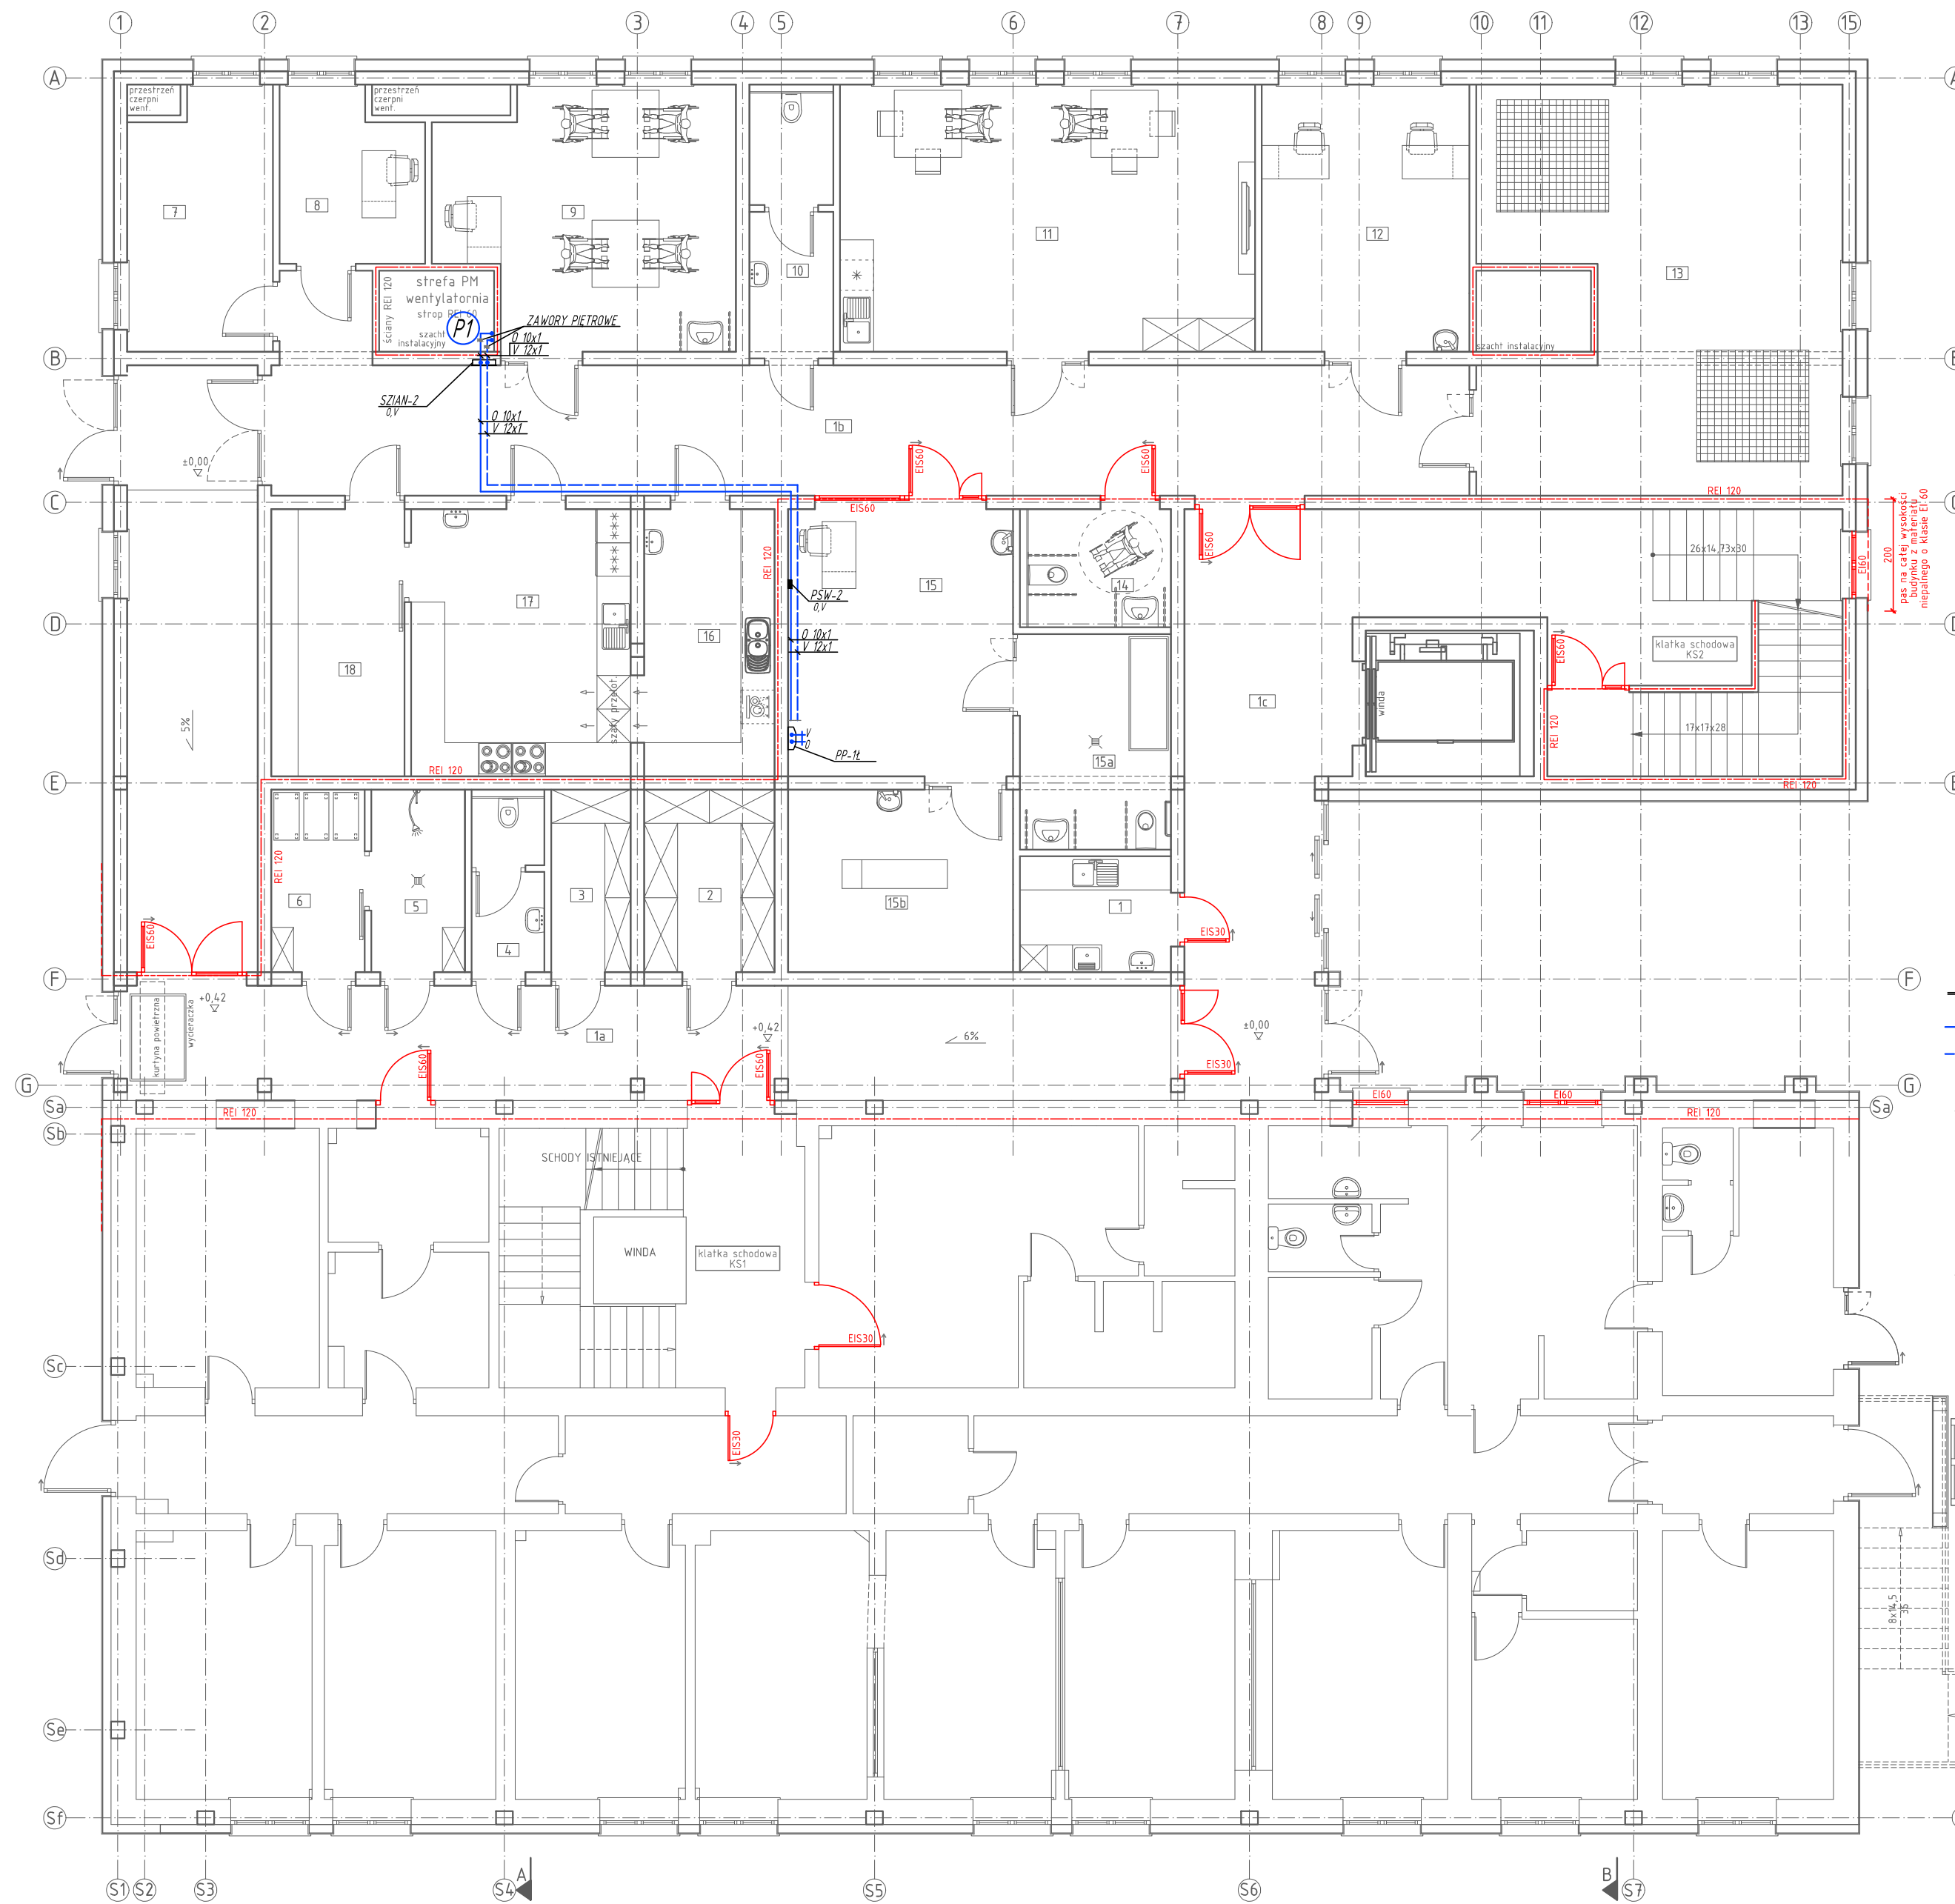 1 2 3 4 5 6 7 8 9 10 11 12 13 15
A
przestrzeń
czerpni
went.
przestrzeń
czerpni
went.
7
8
9
10
11
12
13
ściany REI 120
strefa PM
wentylatornia
strop REI 60
szacht
instalacyjny
P1
ZAWORY PIĘTROWE
O 10x1
V 12x1
szacht instalacyjny
B
SZIAN-2
O,V
O 10x1
V 12x1
1b
±0,00
EIS60
EIS60
C
EIS60
REI 120
EIS60
REI 120
EI60
200
pas na całej wysokości
budynku z materiału
niepalnego o klasie EI 60
26x14,73x30
17
15
14
PSW-2
O,V
D
16
18
O 10x1
V 12x1
klatka schodowa
KS2
EIS60
szafy przelot.
1c
winda
5%
17x17x28
REI 120
V
O
PP-1Ł
15a
REI 120
E
REI 120
REI 120
6
5
4
3
2
15b
1
EIS60
EIS30
F
F
+0,42
kurtyna powietrzna
wycieraczka
1a
+0,42
6%
±0,00
EIS60
EIS60
EIS30
G
G
Sa
Sa
REI 120
EI60
EI60
REI 120
Sb
SCHODY ISTNIEJĄCE
WINDA
klatka schodowa
KS1
EIS30
Sc
EIS30
Sd
8x14,5
35
Se
Sf
A
B
S1 S2 S3 S4 S5 S6 S7